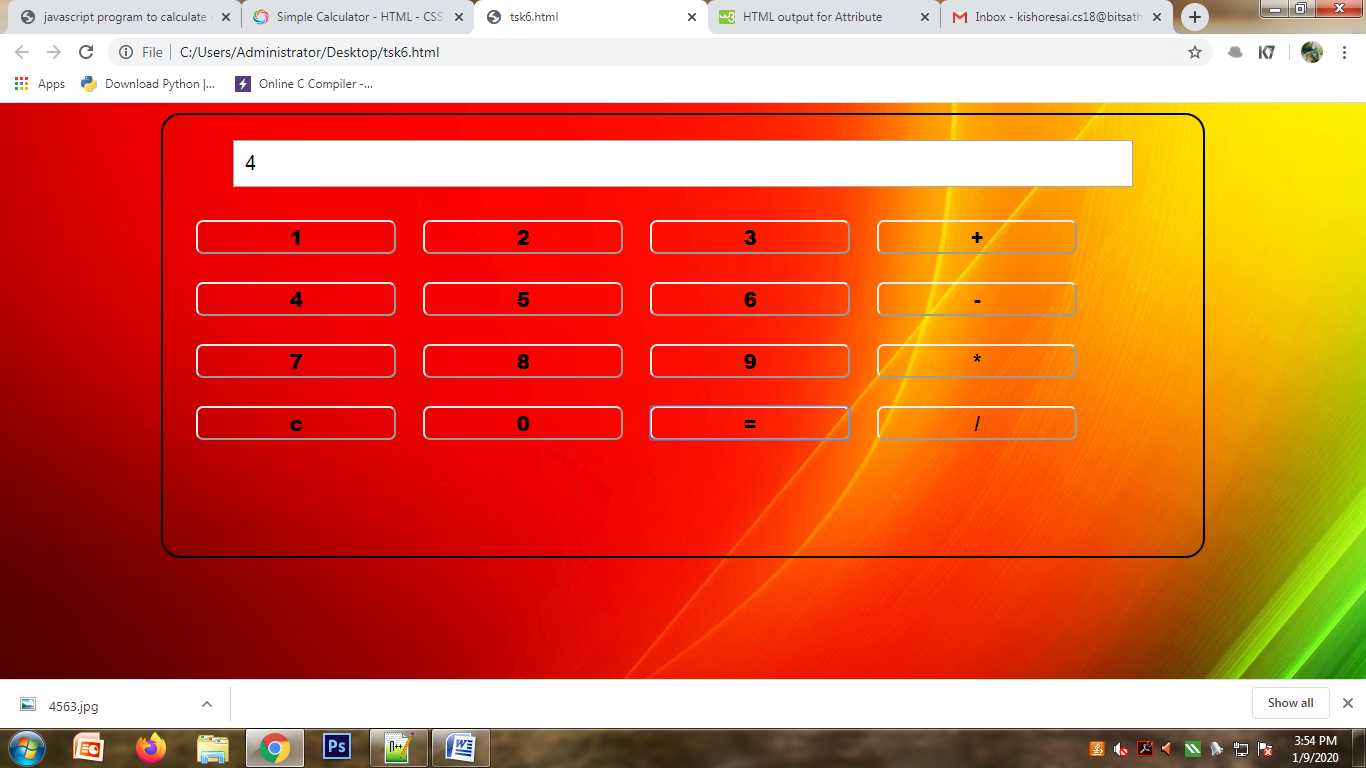 javascript program to calculate
Simple Calculator - HTML - CSS
tsk6.html
HTML output for Attribute
Inbox - kishoresai.cs18@bitsath
File
C:/Users/Administrator/Desktop/tsk6.html
K7
Apps
Download Python |...
Online C Compiler -...
4
1 2 3 +
4 5 6 -
7 8 9 *
c 0 = /
4563.jpg
Show all
Ps
3:54 PM
1/9/2020